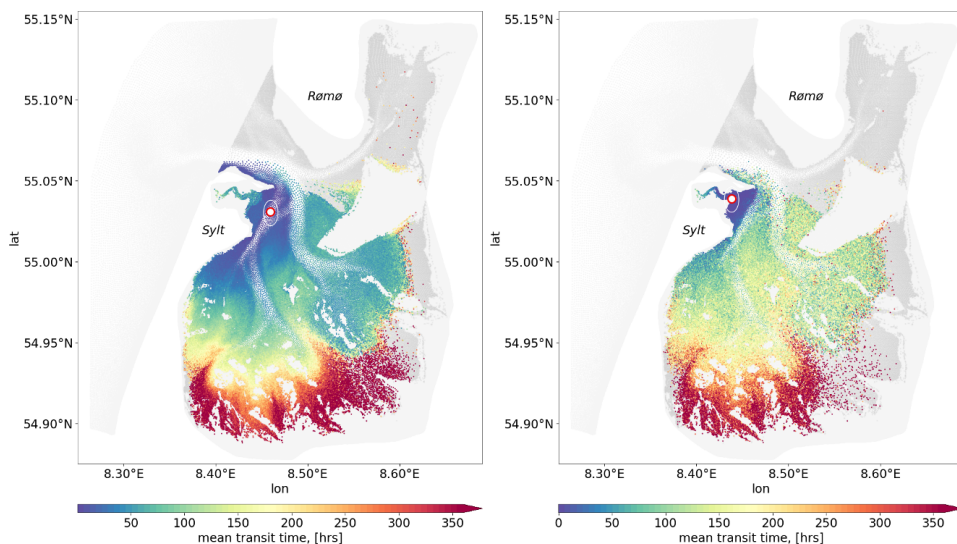 55.15°N
55.10°N
55.05°N
55.00°N
54.95°N
54.90°N
lat
Rømø
Sylt
8.30°E 8.40°E 8.50°E 8.60°E
lon
50 100 150 200 250 300 350
mean transit time, [hrs]
55.15°N
55.10°N
55.05°N
55.00°N
54.95°N
54.90°N
lat
Rømø
Sylt
8.30°E 8.40°E 8.50°E 8.60°E
lon
0 50 100 150 200 250 300 350
mean transit time, [hrs]